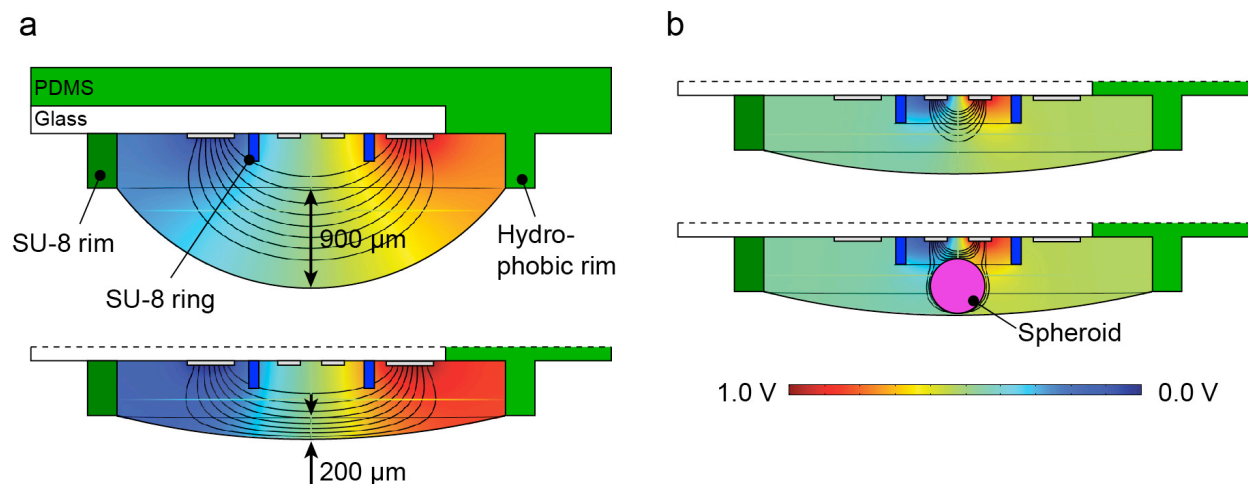 a
PDMS
Glass
SU-8 rim
SU-8 ring
900 µm
Hydro-
phobic rim
200 µm
b
Spheroid
1.0 V
0.0 V